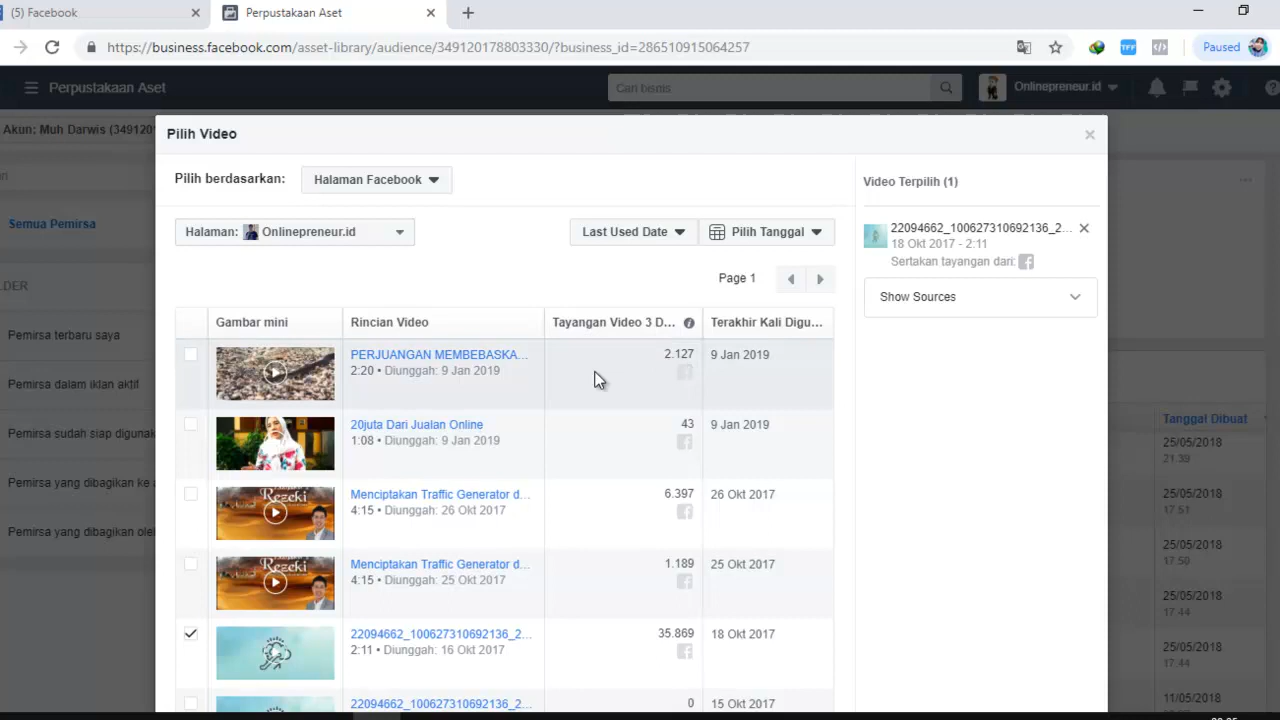 (5) Facebook
Perpustakaan Aset
https://business.facebook.com/asset-library/audience/349120178803330/?business_id=286510915064257
TFF
Paused
Perpustakaan Aset
Cari bisnis
Onlinepreneur.id
Akun: Muh Darwis (3491201
Semua Pemirsa
LDER
Pemirsa terbaru saya
Pemirsa dalam iklan aktif
Pemirsa sudah siap digunak
Pemirsa yang dibagikan ke a
Pemirsa yang dibagikan oleh
Pilih Video
Pilih berdasarkan:
Halaman Facebook
Halaman:
Onlinepreneur.id
Last Used Date
Pilih Tanggal
Page 1
Gambar mini
Rincian Video
Tayangan Video 3 D...
Terakhir Kali Digu...
PERJUANGAN MEMBEBASKA...
2:20 • Diunggah: 9 Jan 2019
2.127
9 Jan 2019
20juta Dari Jualan Online
1:08 • Diunggah: 9 Jan 2019
43
9 Jan 2019
Rezeki
Menciptakan Traffic Generator d...
4:15 • Diunggah: 26 Okt 2017
6.397
26 Okt 2017
Rezeki
Menciptakan Traffic Generator d...
4:15 • Diunggah: 25 Okt 2017
1.189
25 Okt 2017
22094662_100627310692136_2...
2:11 • Diunggah: 16 Okt 2017
35.869
18 Okt 2017
22094662_100627310692136_2...
0
15 Okt 2017
Video Terpilih (1)
22094662_100627310692136_2...
18 Okt 2017 - 2:11
Sertakan tayangan dari:
Show Sources
Tanggal Dibuat
25/05/2018
21.39
25/05/2018
17.51
25/05/2018
17.50
25/05/2018
17.44
25/05/2018
17.44
11/05/2018